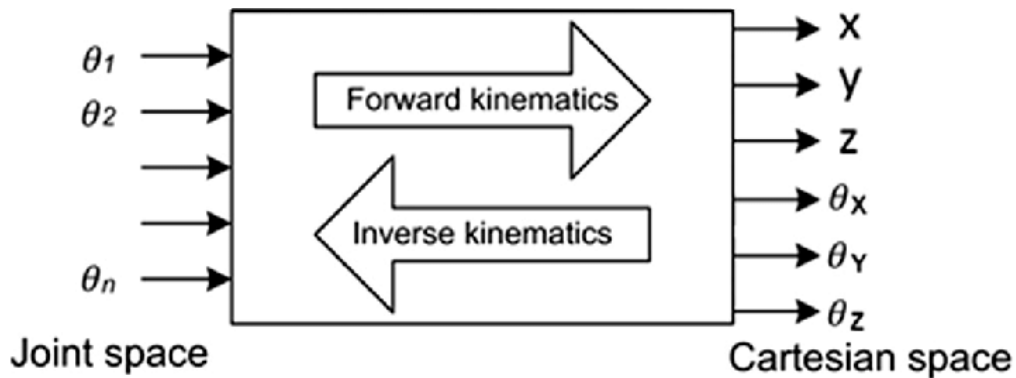 θ1
θ2
θn
Joint space
Forward kinematics
Inverse kinematics
X
y
z
θX
θY
θZ
Cartesian space